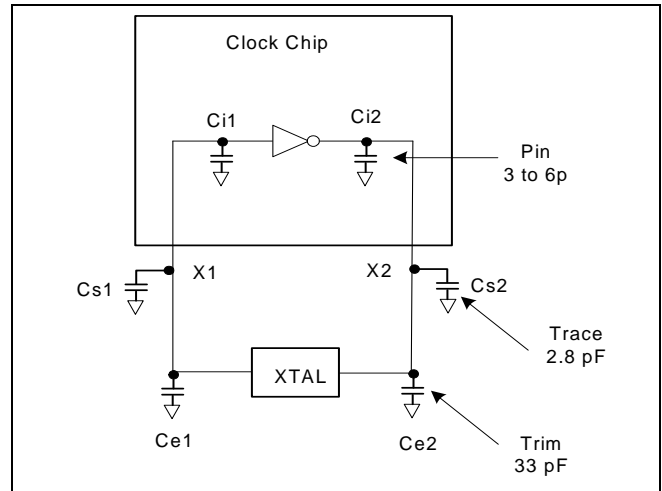 Clock Chip
Ci1
Ci2
Pin
3 to 6p
X1
X2
Cs1
Cs2
Trace
2.8 pF
XTAL
Ce1
Ce2
Trim
33 pF